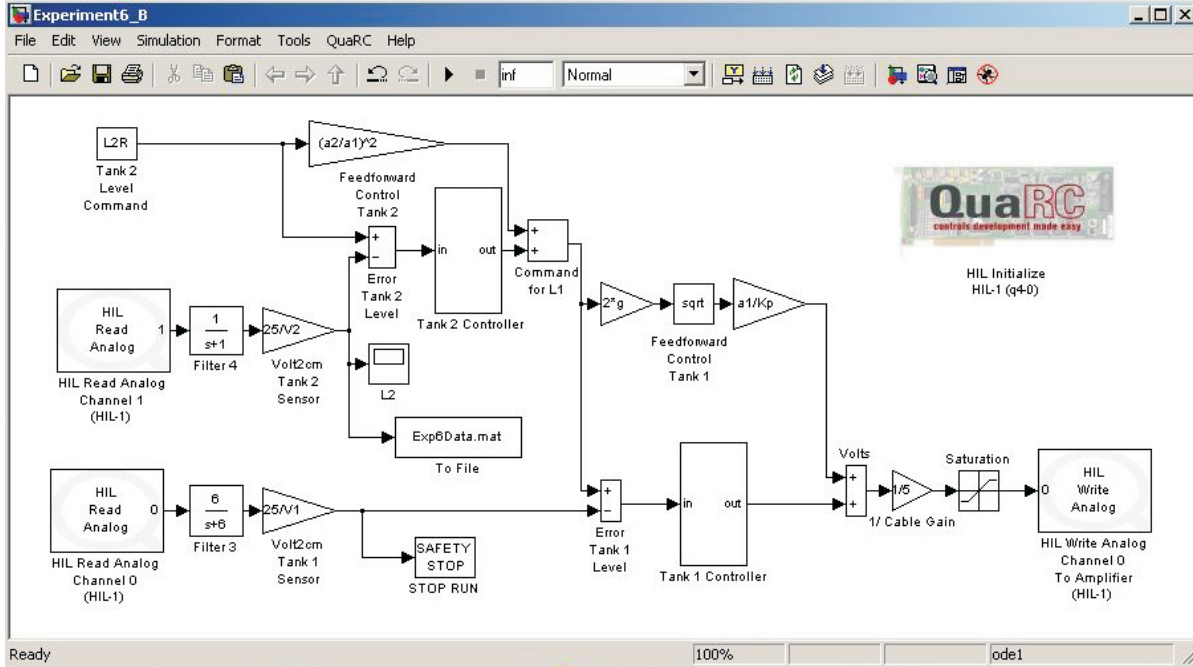 Experiment6_B
File Edit View Simulation Format Tools QuaRC Help
inf Normal
L2R
Tank 2
Level
Command
(a2/a1)^2
Feedforward
Control
Tank 2
+
−
Error
Tank 2
Level
in out
Tank 2 Controller
+
+
Command
for L1
QuaRC
controls development made easy
HIL Initialize
HIL-1 (q4-0)
HIL
Read
Analog
1
HIL Read Analog
Channel 1
(HIL-1)
1
s+1
Filter 4
25/V2
Volt2cm
Tank 2
Sensor
L2
Exp6Data.mat
To File
2*g
sqrt
a1/Kp
Feedforward
Control
Tank 1
HIL
Read
Analog
0
HIL Read Analog
Channel 0
(HIL-1)
6
s+6
Filter 3
25/V1
Volt2cm
Tank 1
Sensor
SAFETY
STOP
STOP RUN
+
−
Error
Tank 1
Level
in out
Tank 1 Controller
Volts
+
+
1/5
1/ Cable Gain
Saturation
0
HIL
Write
Analog
HIL Write Analog
Channel 0
To Amplifier
(HIL-1)
Ready 100% ode1